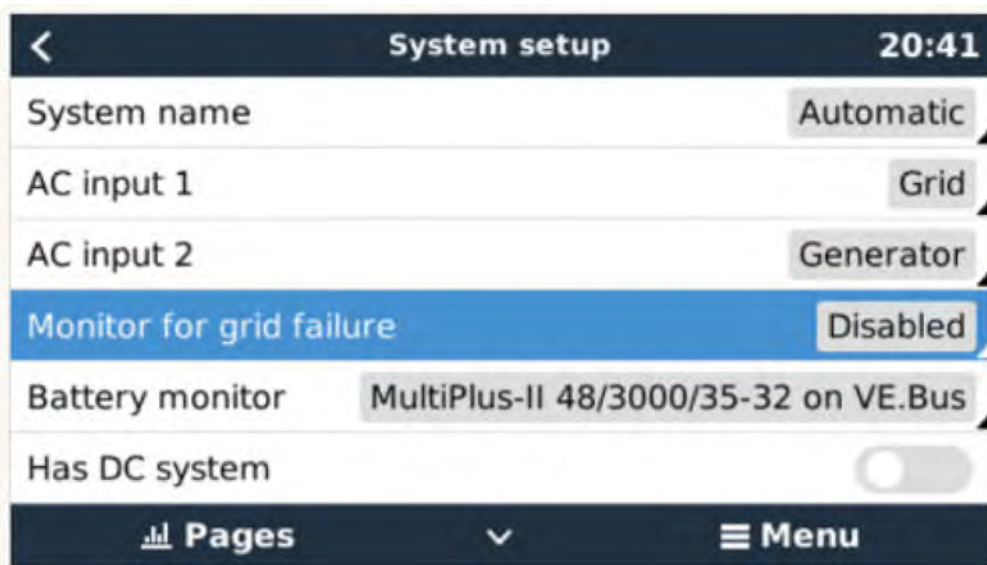 System setup 20:41
System name Automatic
AC input 1 Grid
AC input 2 Generator
Monitor for grid failure Disabled
Battery monitor MultiPlus-II 48/3000/35-32 on VE.Bus
Has DC system
Pages Menu